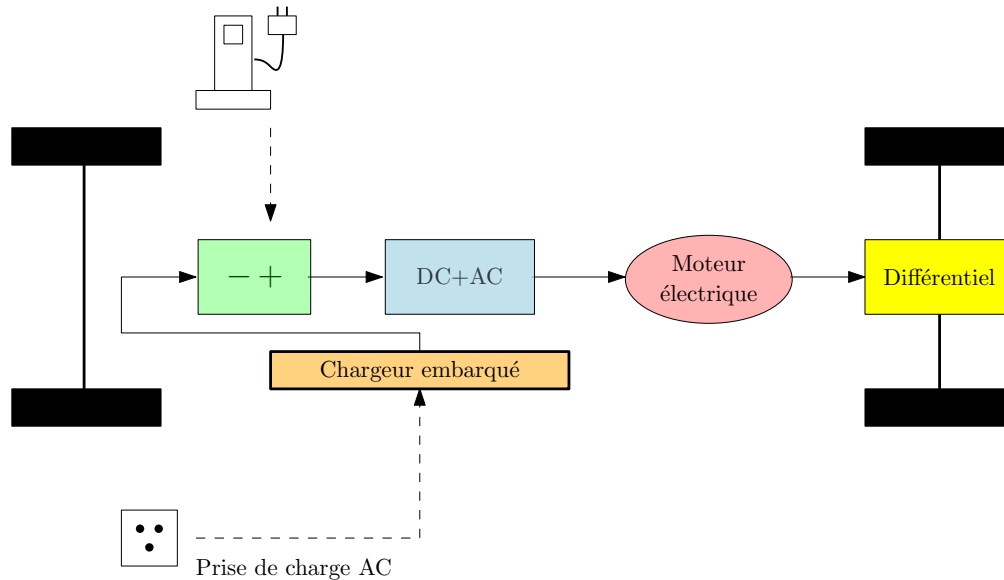 − +
DC+AC
Moteur
électrique
Différentiel
Chargeur embarqué
Prise de charge AC